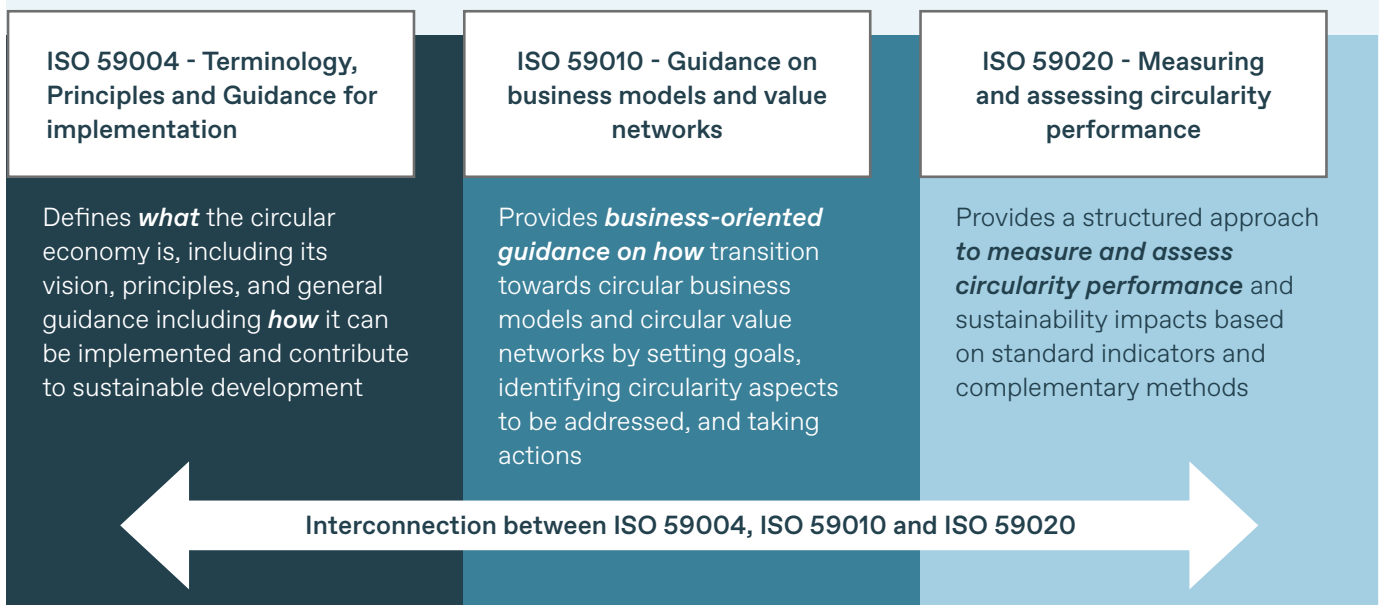 ISO 59004 - Terminology,
Principles and Guidance for
implementation
Defines what the circular
economy is, including its
vision, principles, and general
guidance including how it can
be implemented and contribute
to sustainable development
ISO 59010 - Guidance on
business models and value
networks
Provides business-oriented
guidance on how transition
towards circular business
models and circular value
networks by setting goals,
identifying circularity aspects
to be addressed, and taking
actions
ISO 59020 - Measuring
and assessing circularity
performance
Provides a structured approach
to measure and assess
circularity performance and
sustainability impacts based
on standard indicators and
complementary methods
Interconnection between ISO 59004, ISO 59010 and ISO 59020